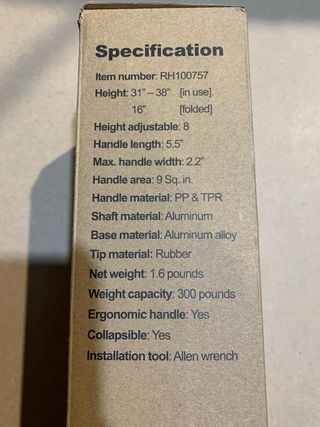 Specification
Item number: RH100757
Height: 31” – 38” [in use]
16” [folded]
Height adjustable: 8
Handle length: 5.5”
Max. handle width: 2.2”
Handle area: 9 Sq. in.
Handle material: PP & TPR
Shaft material: Aluminum
Base material: Aluminum alloy
Tip material: Rubber
Net weight: 1.6 pounds
Weight capacity: 300 pounds
Ergonomic handle: Yes
Collapsible: Yes
Installation tool: Allen wrench